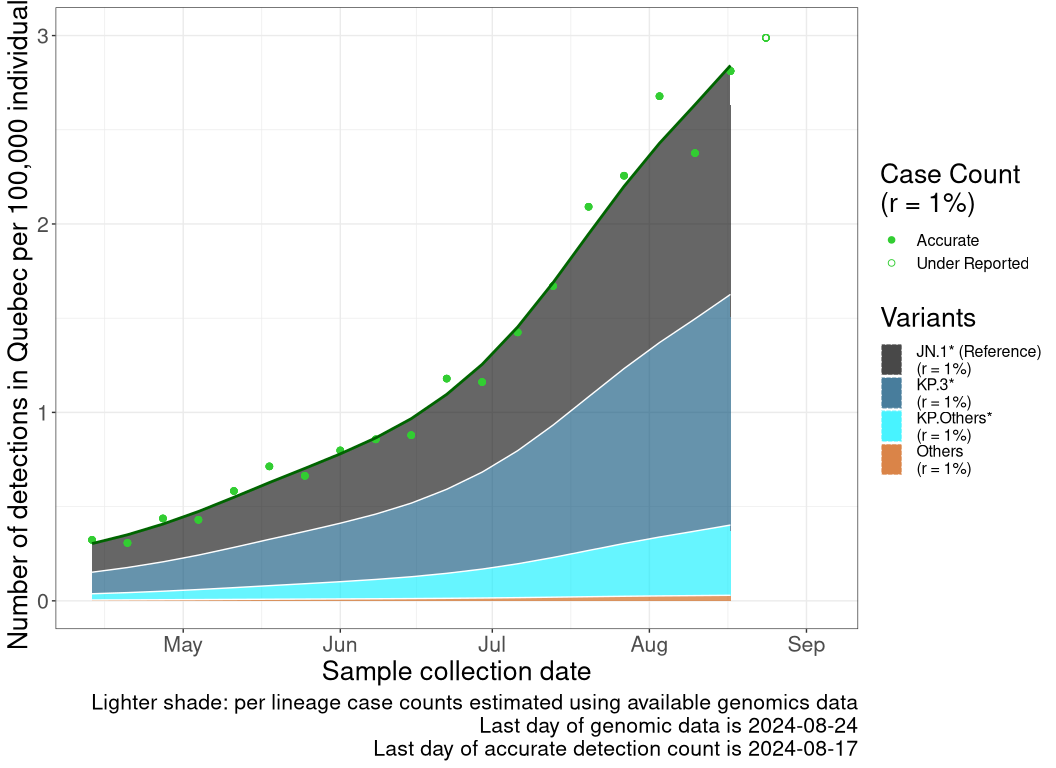 Number of detections in Quebec per 100,000 individual
3
2
1
0
May
Jun
Jul
Aug
Sep
Sample collection date
Lighter shade: per lineage case counts estimated using available genomics data
Last day of genomic data is 2024-08-24
Last day of accurate detection count is 2024-08-17
Case Count
(r = 1%)
Accurate
Under Reported
Variants
JN.1* (Reference)
(r = 1%)
KP.3*
(r = 1%)
KP.Others*
(r = 1%)
Others
(r = 1%)